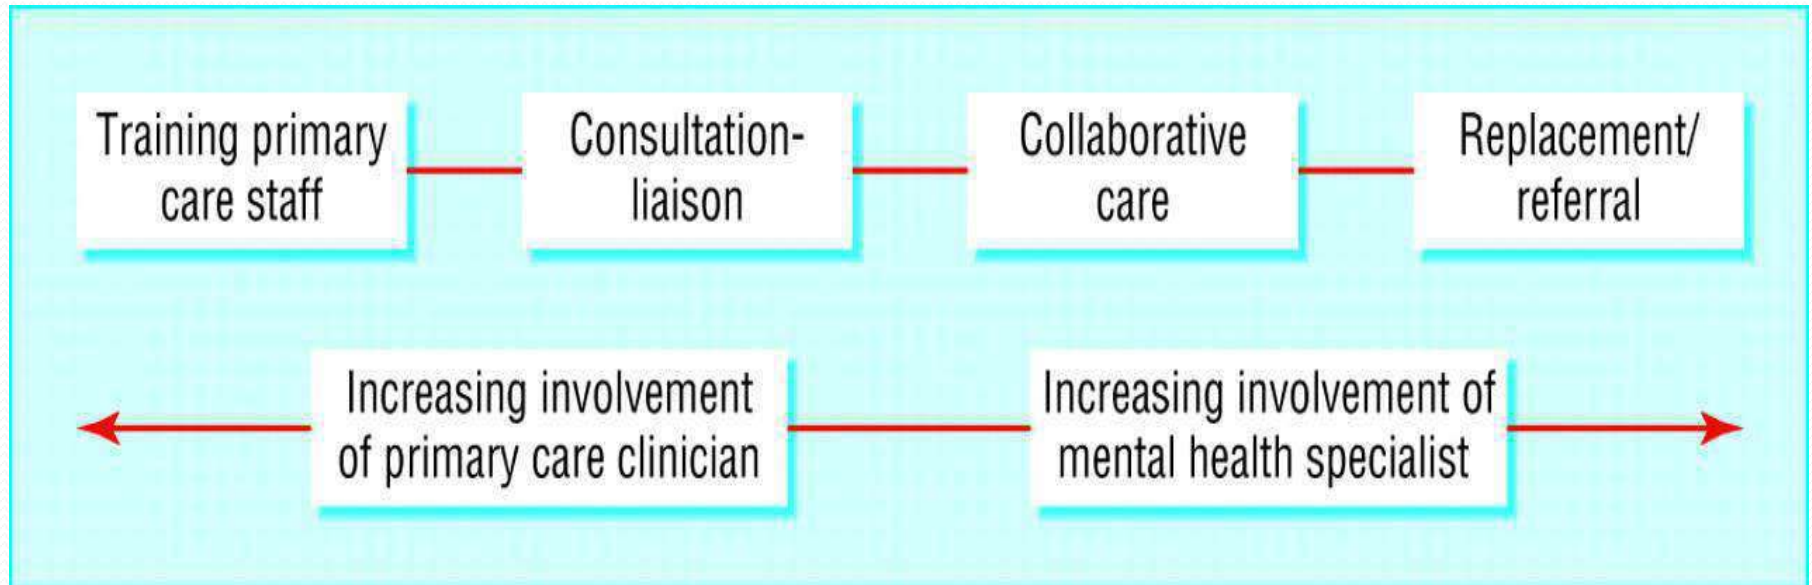 Training primary
care staff
Consultation-
liaison
Collaborative
care
Replacement/
referral
Increasing involvement
of primary care clinician
Increasing involvement of
mental health specialist